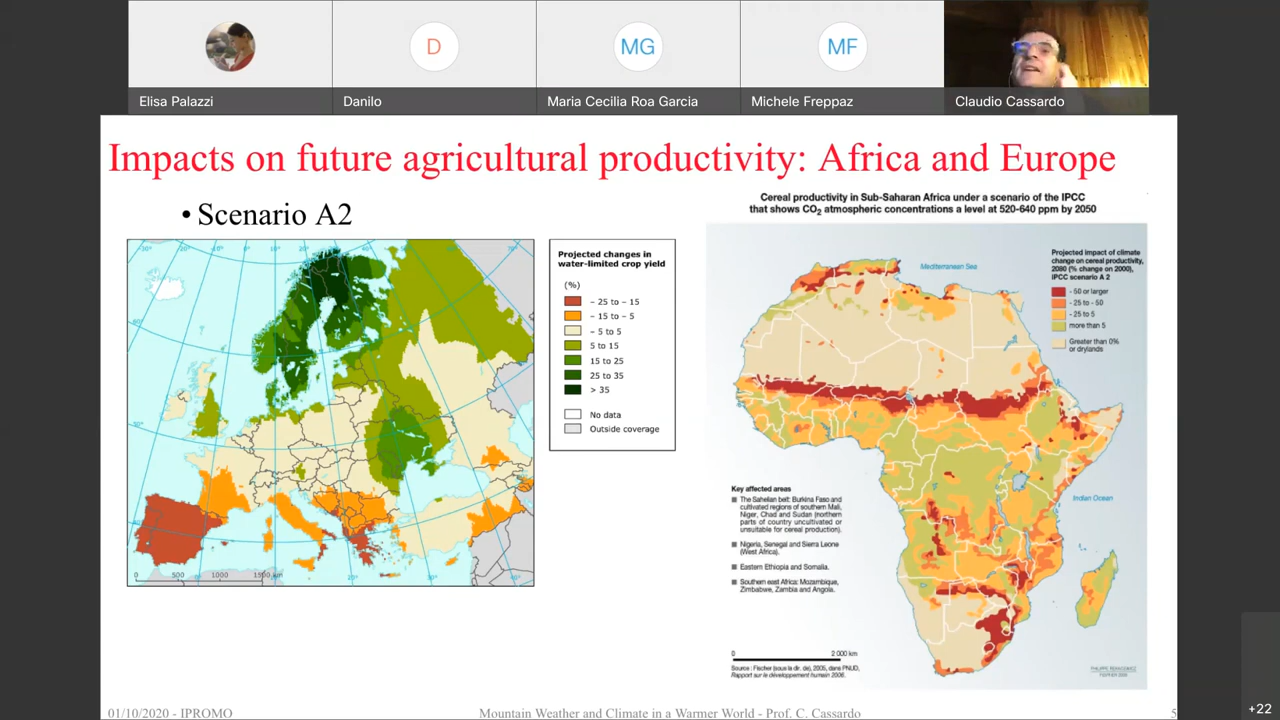 D
MG
MF
Elisa Palazzi
Danilo
Maria Cecilia Roa Garcia
Michele Freppaz
Claudio Cassardo
Impacts on future agricultural productivity: Africa and Europe
• Scenario A2
Projected changes in
water-limited crop yield
(%)
– 25 to – 15
– 15 to – 5
– 5 to 5
5 to 15
15 to 25
25 to 35
> 35
No data
Outside coverage
0 500 1000 1500 km
Cereal productivity in Sub-Saharan Africa under a scenario of the IPCC
that shows CO2 atmospheric concentrations a level at 520-640 ppm by 2050
Mediterranean Sea
Projected impact of climate
change on cereal productivity,
2080 (% change on 2000),
IPCC scenario A 2
- 50 or larger
- 25 to - 50
- 25 to 5
more than 5
Greater than 0%
or drylands
Indian Ocean
Key affected areas
The Sahelian belt: Burkina Faso and
cultivated regions of southern Mali,
Niger, Chad and Sudan (northern
parts of country uncultivated or
unsuitable for cereal production).
Nigeria, Senegal and Sierra Leone
(West Africa).
Eastern Ethiopia and Somalia.
Southern east Africa: Mozambique,
Zimbabwe, Zambia and Angola.
0 2 000 km
Source : Fischer (sous la dir. de), 2005, dans PNUD,
Rapport sur le développement humain 2006.
PHILIPPE REKACEWICZ
01/10/2020 - IPROMO
Mountain Weather and Climate in a Warmer World - Prof. C. Cassardo
5
+22